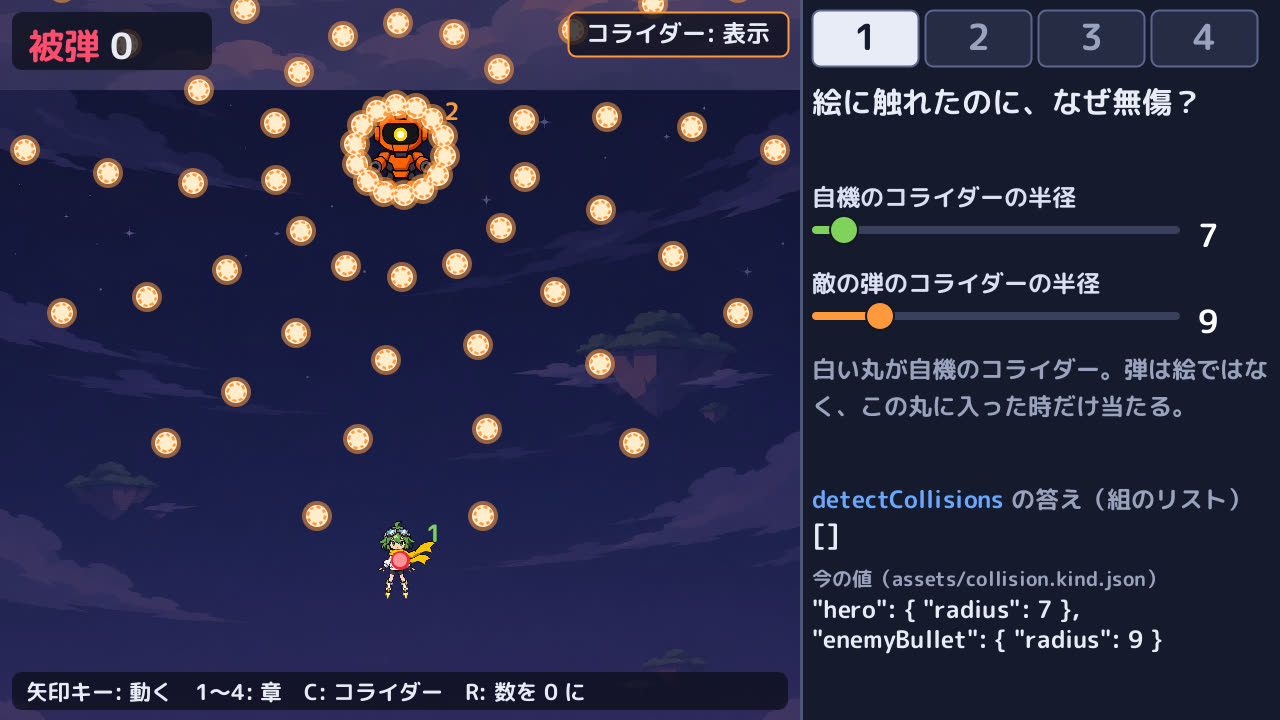 被弾 0
コライダー: 表示
2
1
1 2 3 4
絵に触れたのに、なぜ無傷？
自機のコライダーの半径
7
敵の弾のコライダーの半径
9
白い丸が自機のコライダー。弾は絵ではな
く、この丸に入った時だけ当たる。
detectCollisions の答え（組のリスト）
[]
今の値（assets/collision.kind.json）
"hero": { "radius": 7 },
"enemyBullet": { "radius": 9 }
矢印キー: 動く　1〜4: 章　C: コライダー　R: 数を 0 に